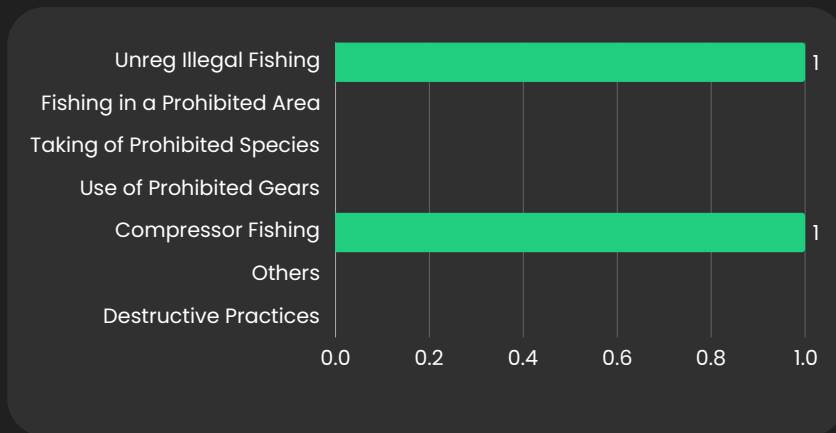 Unreg Illegal Fishing
1
Fishing in a Prohibited Area
Taking of Prohibited Species
Use of Prohibited Gears
Compressor Fishing
1
Others
Destructive Practices
0.0 0.2 0.4 0.6 0.8 1.0